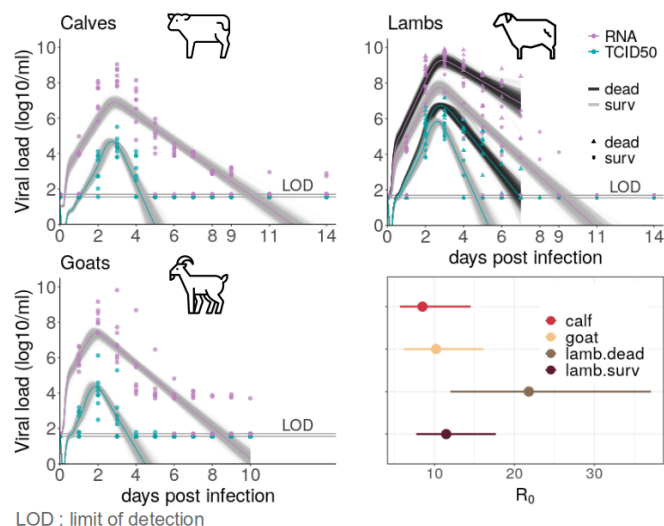 Calves
Viral load (log10/ml)
10
8
6
4
2
0
LOD
0 2 4 6 8 9 11 14
Lambs
10
8
6
4
2
0
LOD
0 2 4 6 8 9 11 14
days post infection
RNA
TCID50
dead
surv
dead
surv
Goats
Viral load (log10/ml)
10
8
6
4
2
0
LOD
0 2 4 6 8 10
days post infection
calf
goat
lamb.dead
lamb.surv
10 20 30
R0
LOD : limit of detection